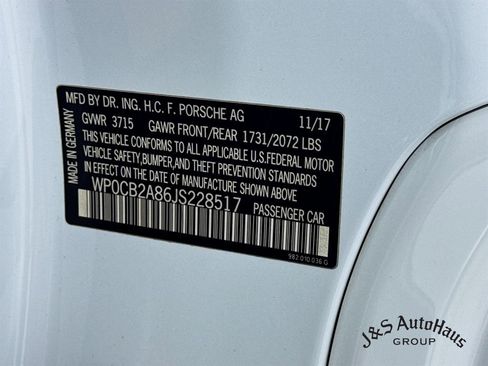 MFD BY DR. ING. H.C. F. PORSCHE AG 11/17
GVWR 3715 GAWR FRONT/REAR 1731/2072 LBS
THIS VEHICLE CONFORMS TO ALL APPLICABLE U.S.FEDERAL MOTOR
VEHICLE SAFETY,BUMPER,AND THEFT PREVENTION STANDARDS
IN EFFECT ON THE DATE OF MANUFACTURE SHOWN ABOVE.
WP0CB2A86JS228517
PASSENGER CAR
MADE IN GERMANY
982 010 036 G
J&S AUTOHAUS
GROUP